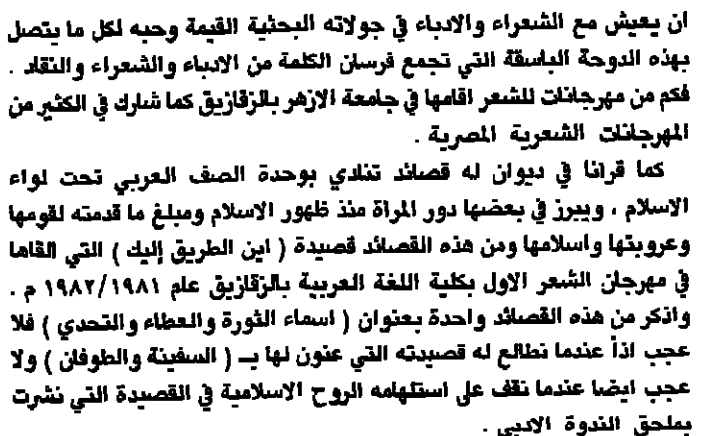 ان يعيش مع الشعراء والادباء في جولاته البحثية القيمة وحبه لكل ما يتصل
بهذه الدوحة الباسقة التي تجمع فرسان الكلمة من الادباء والشعراء والنقاد .
فكم من مهرجانات للشعر اقامها في جامعة الازهر بالزقازيق كما شارك في الكثير من
المهرجانات الشعرية المصرية .
كما قرانا في ديوان له قصائد تنادي بوحدة الصف العربي تحت لواء
الاسلام ، ويبرز في بعضها دور المراة منذ ظهور الاسلام ومبلغ ما قدمته لقومها
وعروبتها واسلامها ومن هذه القصائد قصيدة ( اين الطريق إليك ) التي القاها
في مهرجان الشعر الاول بكلية اللغة العربية بالزقازيق عام ١٩٨٢/١٩٨١ م .
واذكر من هذه القصائد واحدة بعنوان ( اسماء الثورة والعطاء والتحدي ) فلا
عجب اذاً عندما نطالع له قصيدته التي عنون لها بــ ( السفينة والطوفان ) ولا
عجب ايضا عندما نقف على استلهامه الروح الاسلامية في القصيدة التي نشرت
بملحق الندوة الادبي .